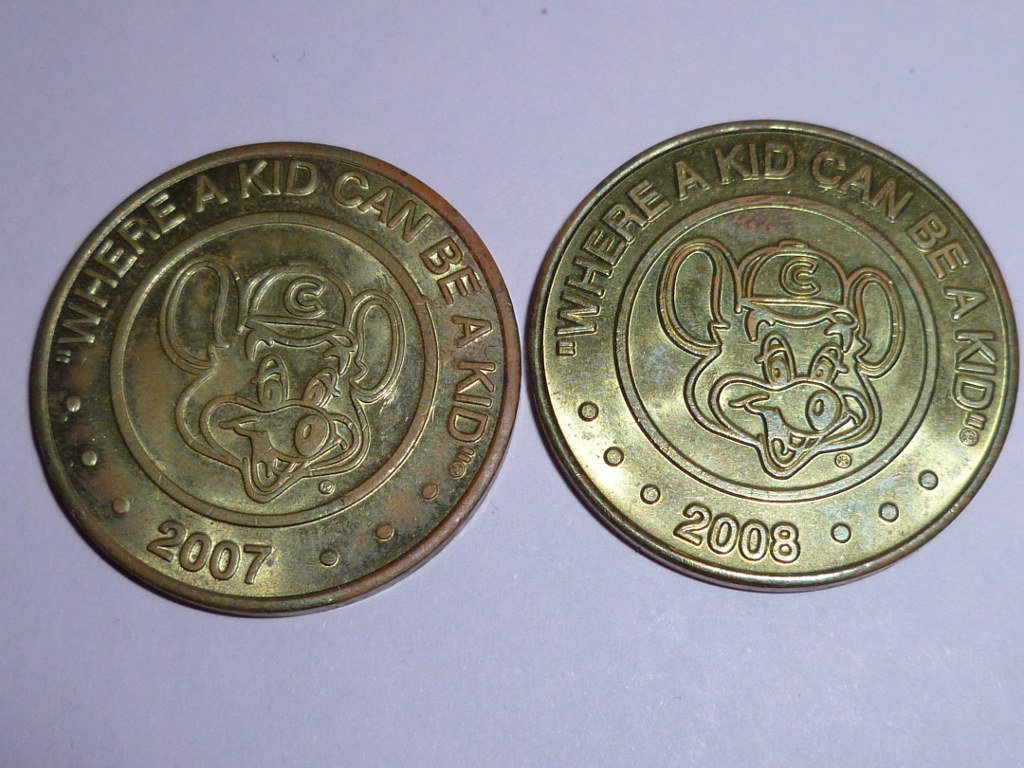 "WHERE A KID CAN BE A KID"®
C
®
2007
"WHERE A KID CAN BE A KID"®
C
®
2008